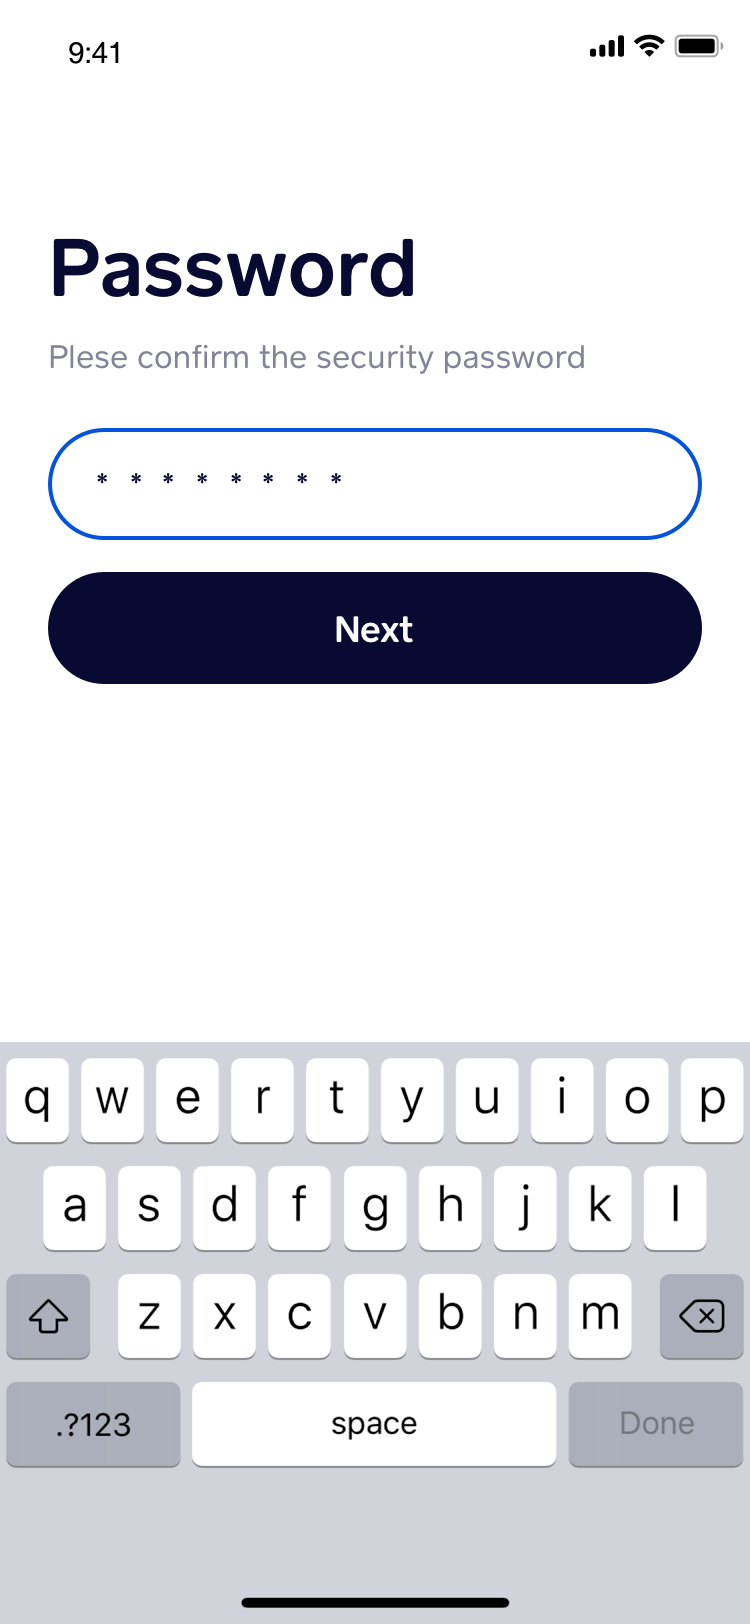 9:41
Password
Plese confirm the security password
* * * * * * * *
Next
q w e r t y u i o p
a s d f g h j k l
z x c v b n m
.?123 space Done